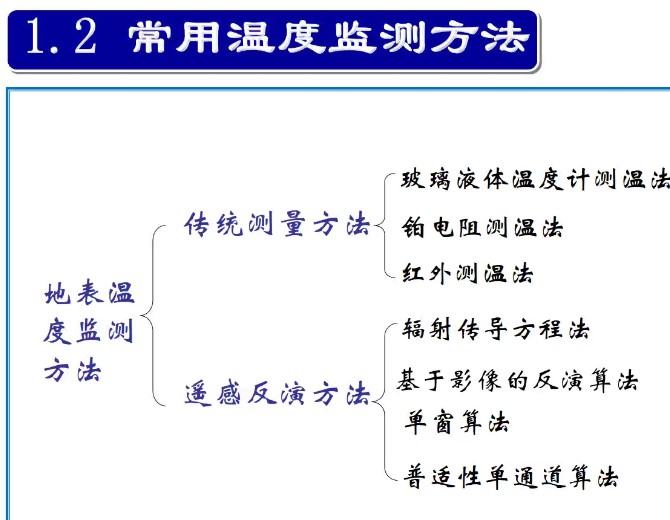 1.2 常用温度监测方法
玻璃液体温度计测温法
传统测量方法
铂电阻测温法
红外测温法
地表温
度监测
方法
辐射传导方程法
遥感反演方法
基于影像的反演算法
单窗算法
普适性单通道算法